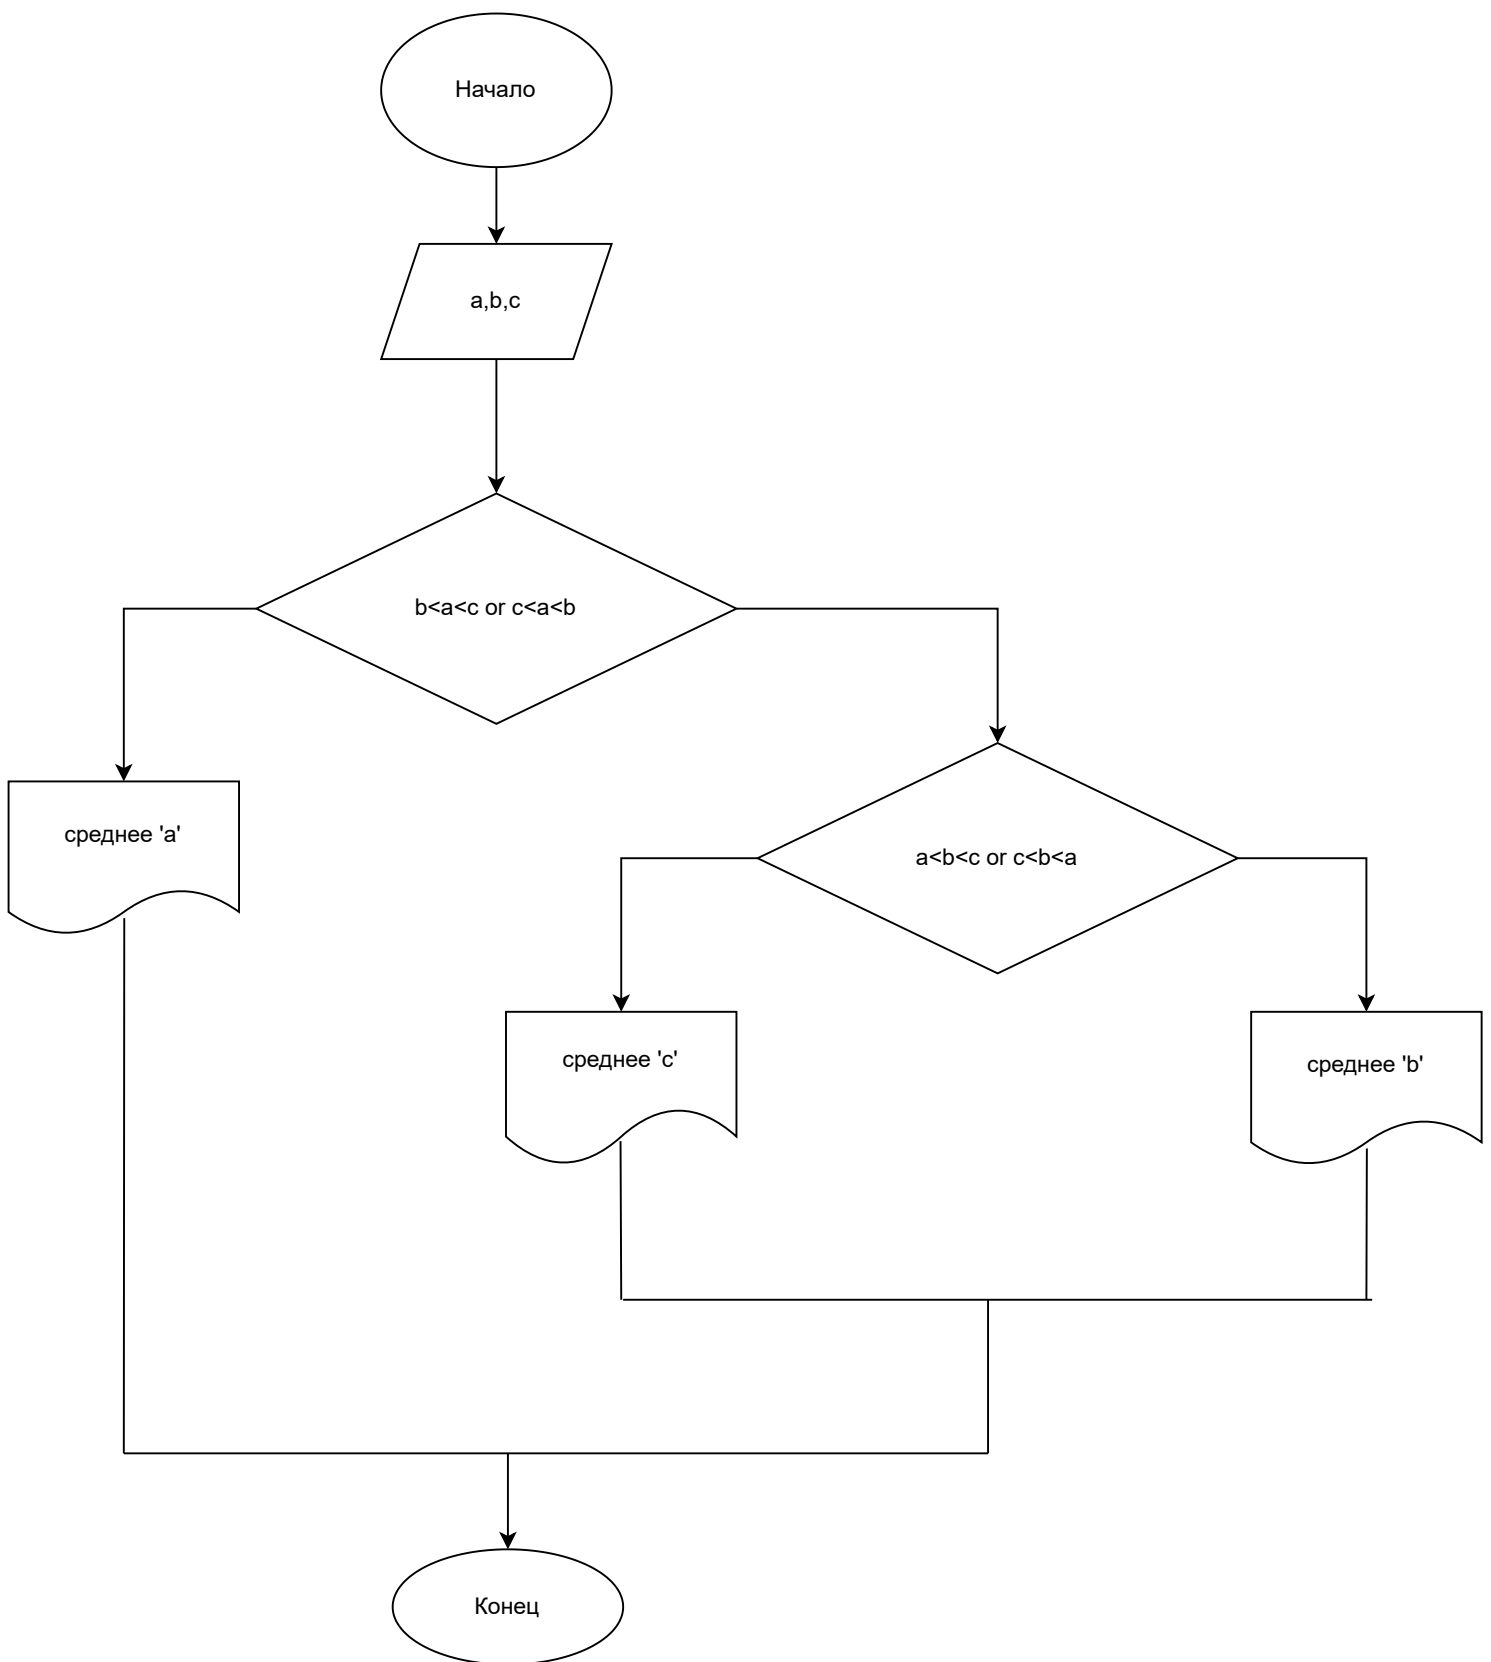 Начало
a,b,c
b<a<c or c<a<b
среднее 'a'
a<b<c or c<b<a
среднее 'c'
среднее 'b'
Конец